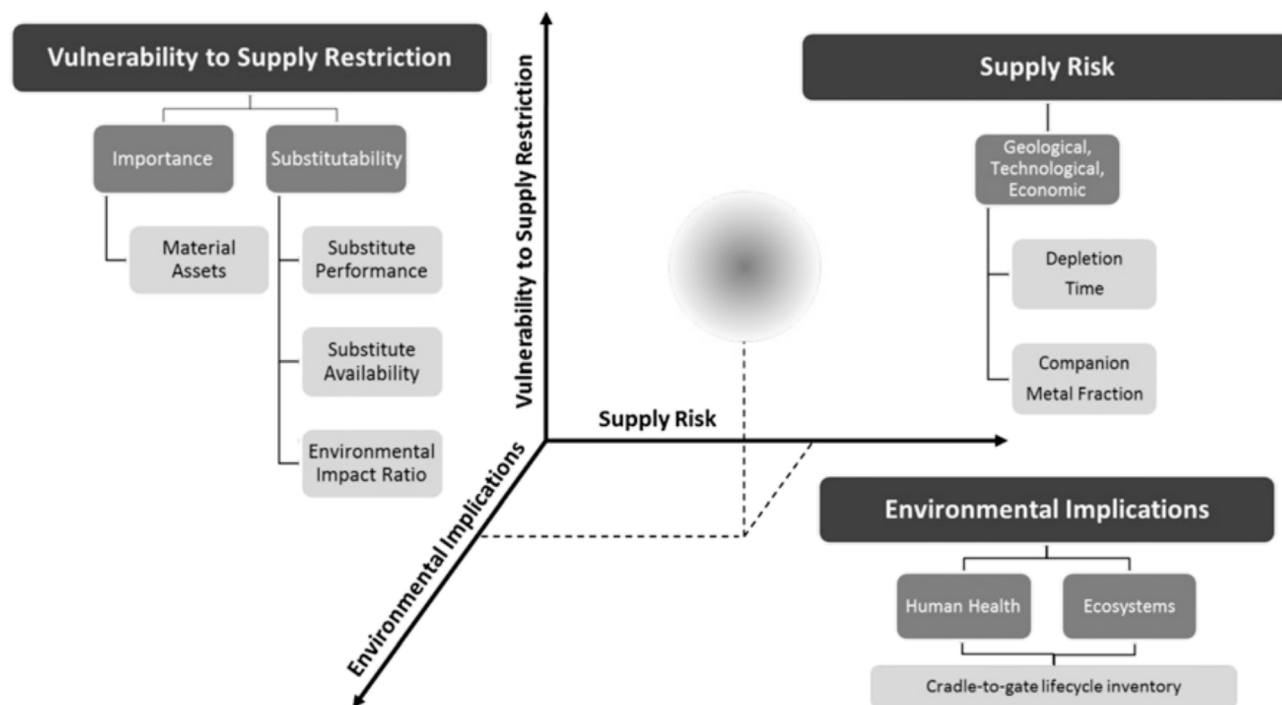 Vulnerability to Supply Restriction
Importance
Substitutability
Material
Assets
Substitute
Performance
Substitute
Availability
Environmental
Impact Ratio
Vulnerability to Supply Restriction
Supply Risk
Environmental Implications
Supply Risk
Geological,
Technological,
Economic
Depletion
Time
Companion
Metal Fraction
Environmental Implications
Human Health
Ecosystems
Cradle-to-gate lifecycle inventory